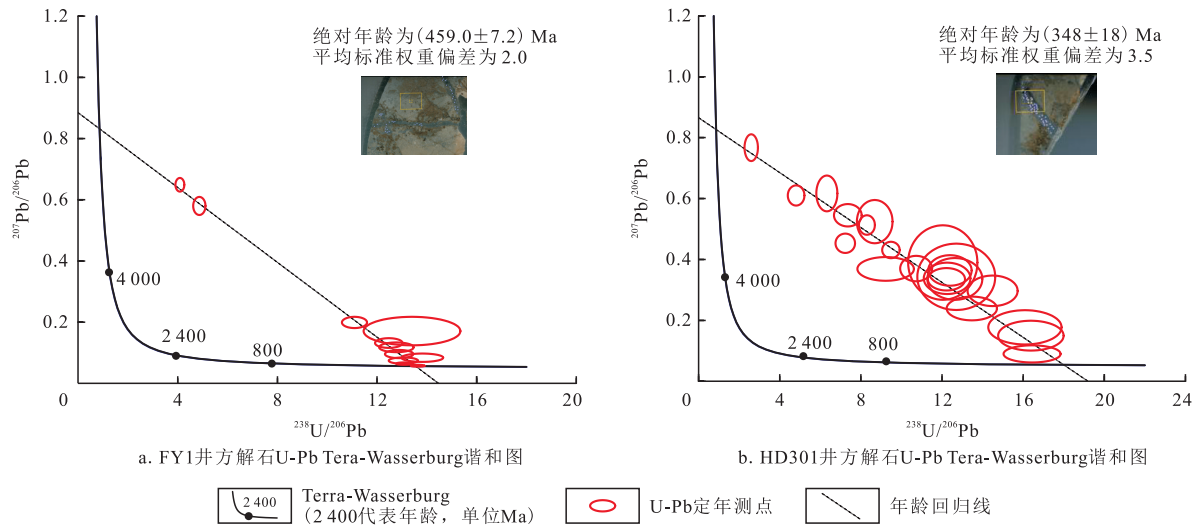 绝对年龄为(459.0±7.2) Ma
平均标准权重偏差为2.0
1.2
1.0
0.8
0.6
0.4
0.2
²⁰⁷Pb/²⁰⁶Pb
4 000
2 400
800
0 4 8 12 16 20
²³⁸U/²⁰⁶Pb
a. FY1井方解石U-Pb Tera-Wasserburg谐和图
绝对年龄为(348±18) Ma
平均标准权重偏差为3.5
1.2
1.0
0.8
0.6
0.4
0.2
²⁰⁷Pb/²⁰⁶Pb
4 000
2 400
800
0 4 8 12 16 20 24
²³⁸U/²⁰⁶Pb
b. HD301井方解石U-Pb Tera-Wasserburg谐和图
2 400
Terra-Wasserburg
(2 400代表年龄，单位Ma)
U-Pb定年测点
年龄回归线